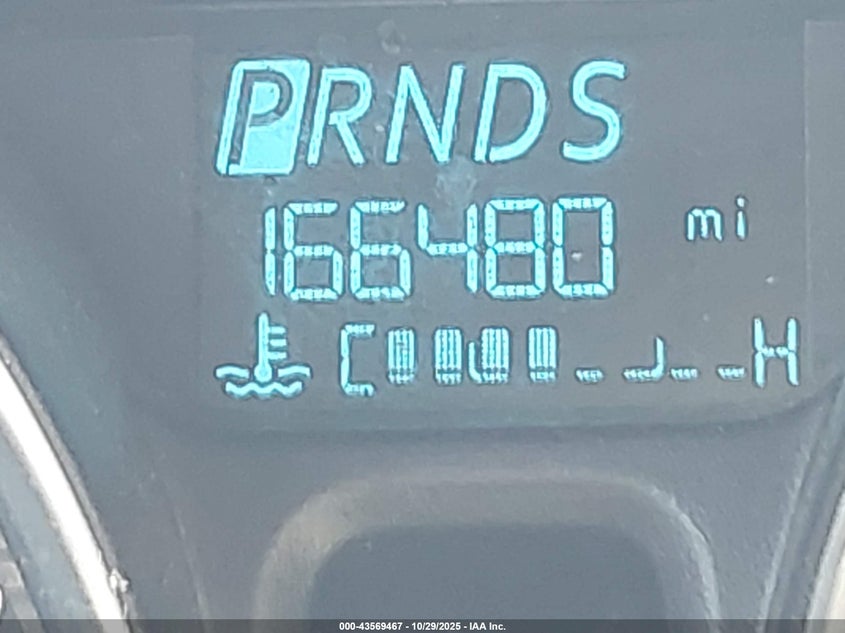 PRNDS
166480 mi
C H
000-43569467 - 10/29/2025 - IAA Inc.